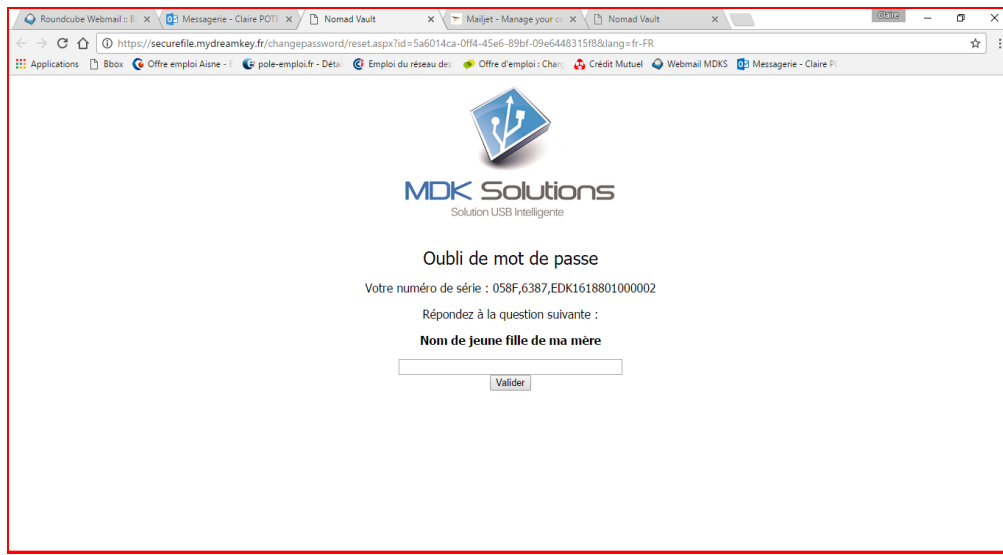 Roundcube Webmail :: B
Messagerie - Claire POTI
Nomad Vault
Mailjet - Manage your co
Nomad Vault
Claire
https://securefile.mydreamkey.fr/changepassword/reset.aspx?id=5a6014ca-0ff4-45e6-89bf-09e6448315f8&lang=fr-FR
Applications Bbox Offre emploi Aisne - pole-emploi.fr - Déta Emploi du réseau des Offre d'emploi : Charg Crédit Mutuel Webmail MDKS Messagerie - Claire P
MDK Solutions
Solution USB Intelligente
Oubli de mot de passe
Votre numéro de série : 058F,6387,EDK1618801000002
Répondez à la question suivante :
Nom de jeune fille de ma mère
Valider